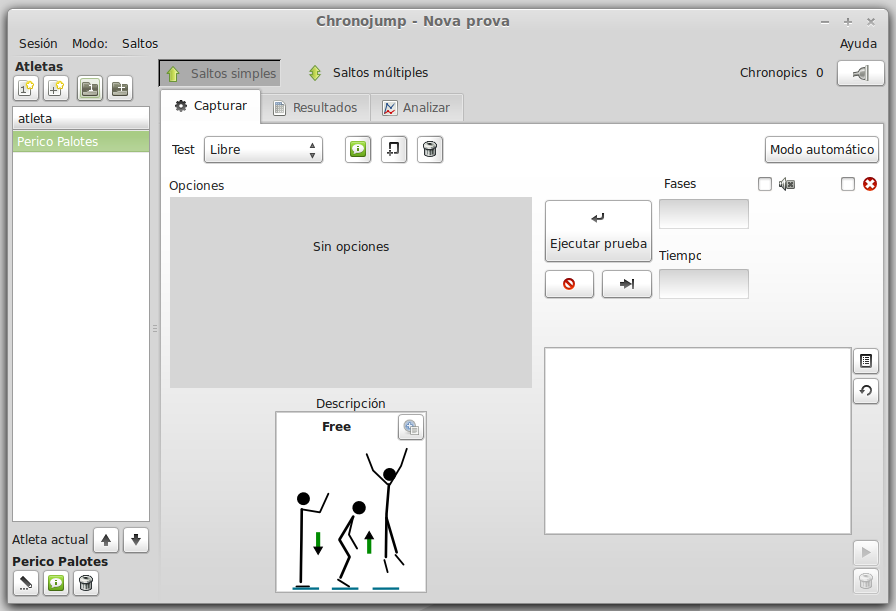 Chronojump - Nova prova
Sesión Modo: Saltos Ayuda
Atletas
Saltos simples Saltos múltiples Chronopics 0
Capturar Resultados Analizar
atleta
Perico Palotes
Test Libre Modo automático
Opciones
Fases
Sin opciones
Ejecutar prueba
Tiempo
Descripción
Free
Atleta actual
Perico Palotes